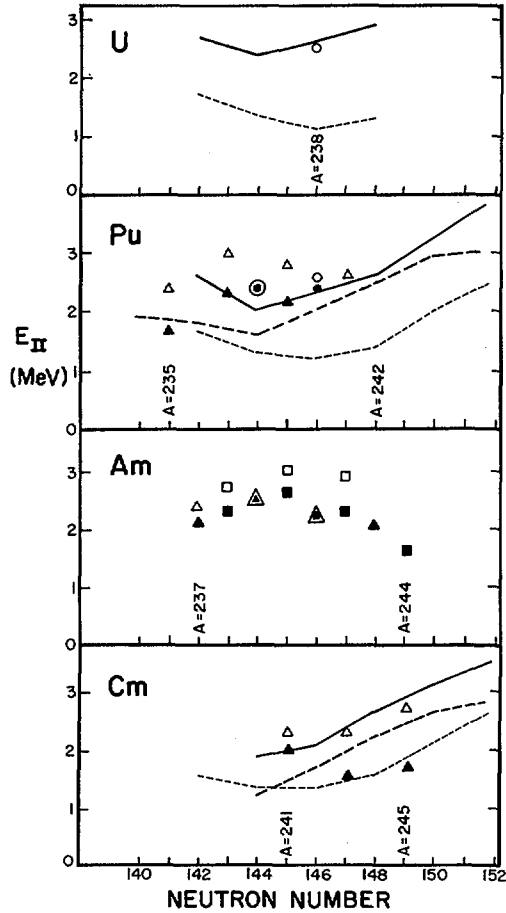 3
U
2
1
A=238
0
Pu
3
2
E_II
(MeV)
1
A=235
A=242
0
Am
3
2
1
A=237
A=244
0
Cm
3
2
1
A=241
A=245
0
140 142 144 146 148 150 152
NEUTRON NUMBER